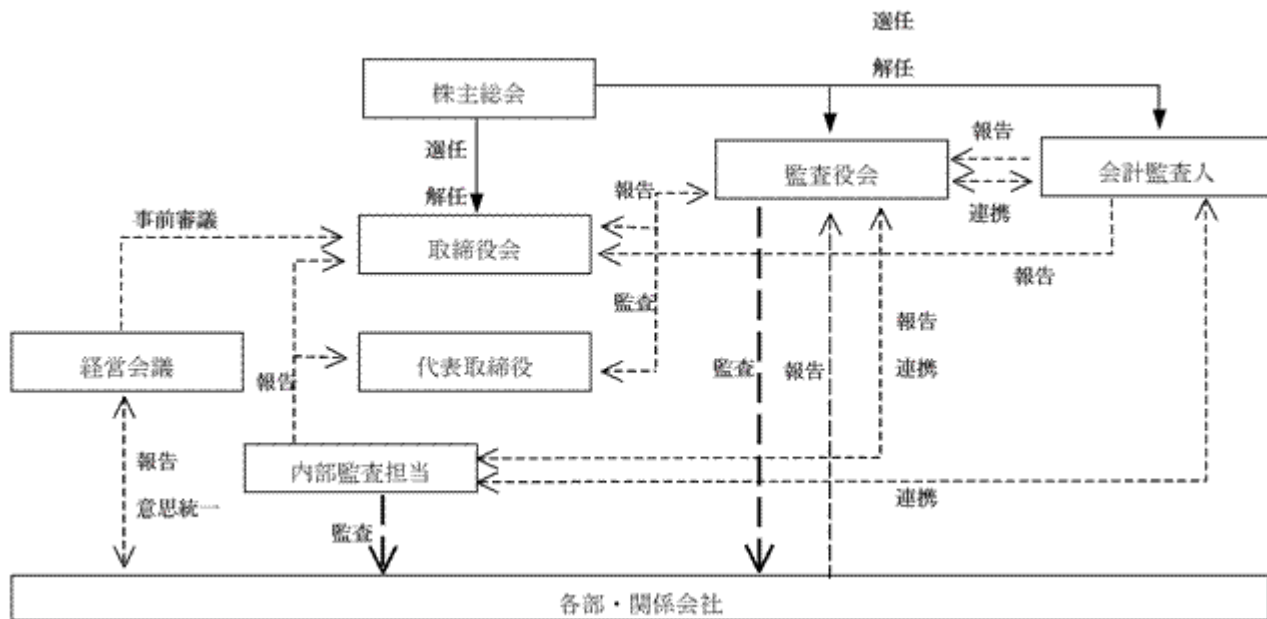 選任
解任
株主総会
選任
解任
報告
監査役会
会計監査人
報告
連携
事前審議
取締役会
報告
監査
経営会議
代表取締役
報告
監査
報告
報告
連携
内部監査担当
報告
意思統一
監査
連携
各部・関係会社